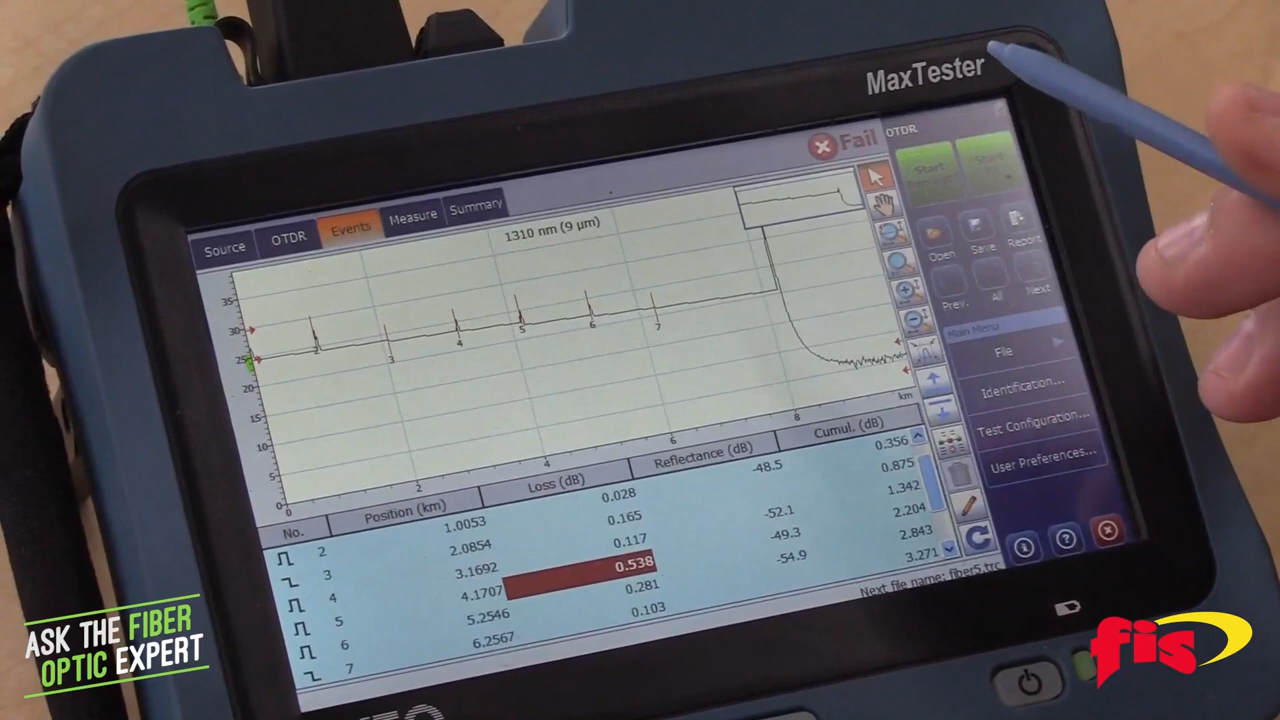 MaxTester
Fail
OTDR
Source
OTDR
Events
Measure
Summary
1310 nm (9 µm)
Start
Start
Open
Save
Report
Prev.
All
Next
Main Menu
File
Identification...
Test Configuration...
User Preferences...
35
30
25
20
15
10
5
0
2
3
4
5
6
7
0
2
4
6
8
km
No. Position (km) Loss (dB) Reflectance (dB) Cumul. (dB)
2 1.0053 0.028 -48.5 0.356
3 2.0854 0.165 0.875
4 3.1692 0.117 -52.1 1.342
5 4.1707 0.538 -49.3 2.204
6 5.2546 0.281 -54.9 2.843
7 6.2567 0.103 3.271
Next file name: fiber5.trc
ASK THE FIBER
OPTIC EXPERT
fis